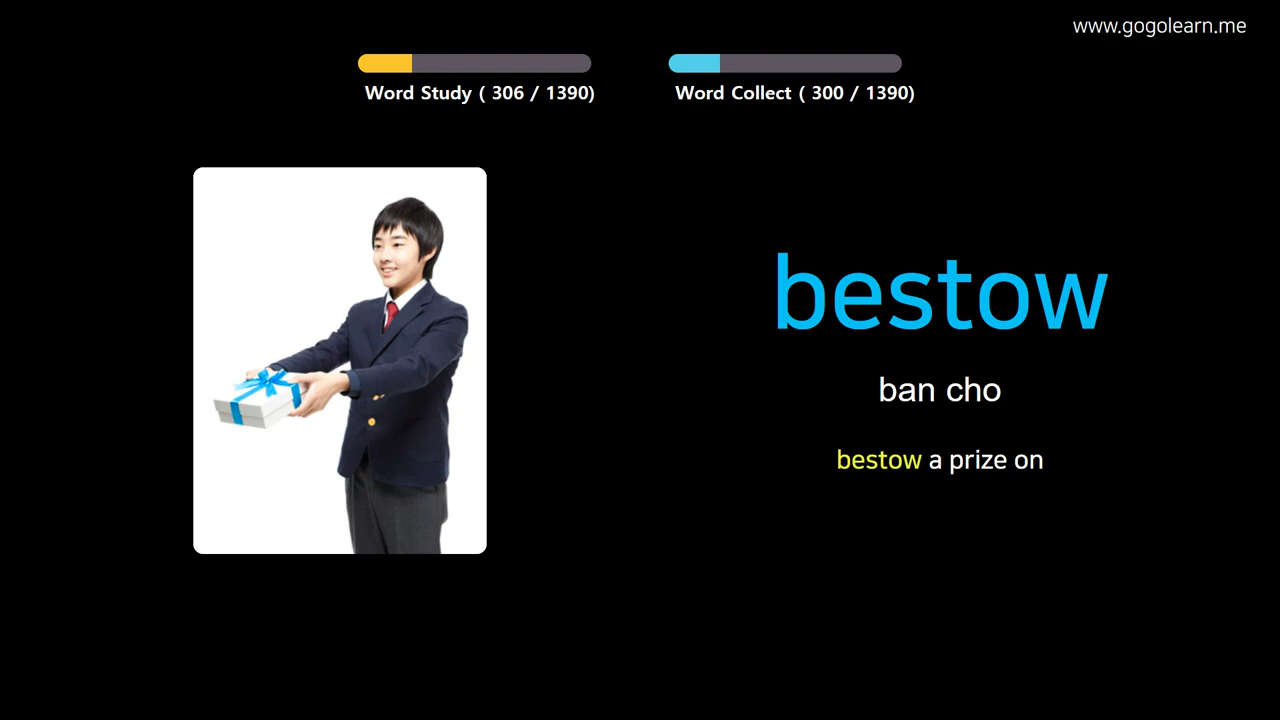 www.gogolearn.me
Word Study ( 306 / 1390)
Word Collect ( 300 / 1390)
bestow
ban cho
bestow a prize on